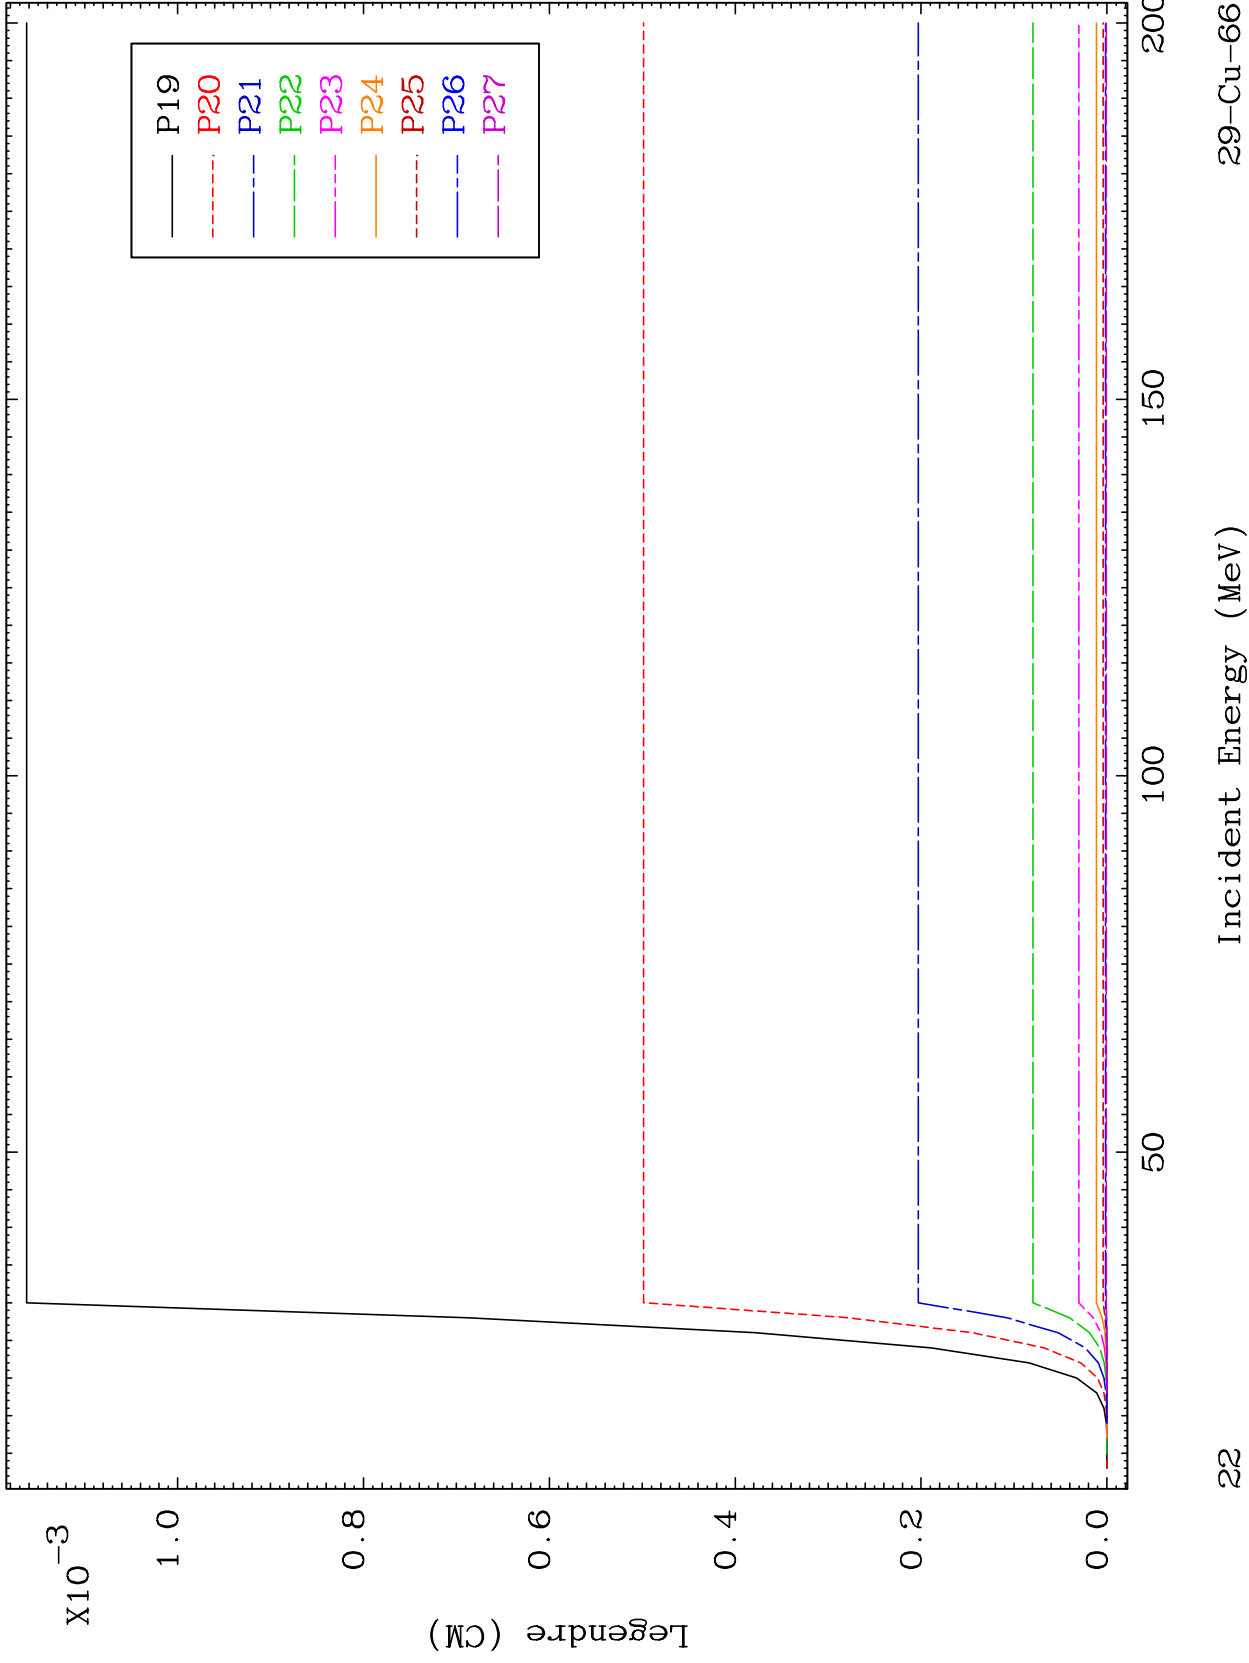 X10-3
1.0
0.8
0.6
0.4
0.2
0.0
Legendre (CM)
P19
P20
P21
P22
P23
P24
P25
P26
P27
50
100
150
200
Incident Energy (MeV)
22
29-Cu-66